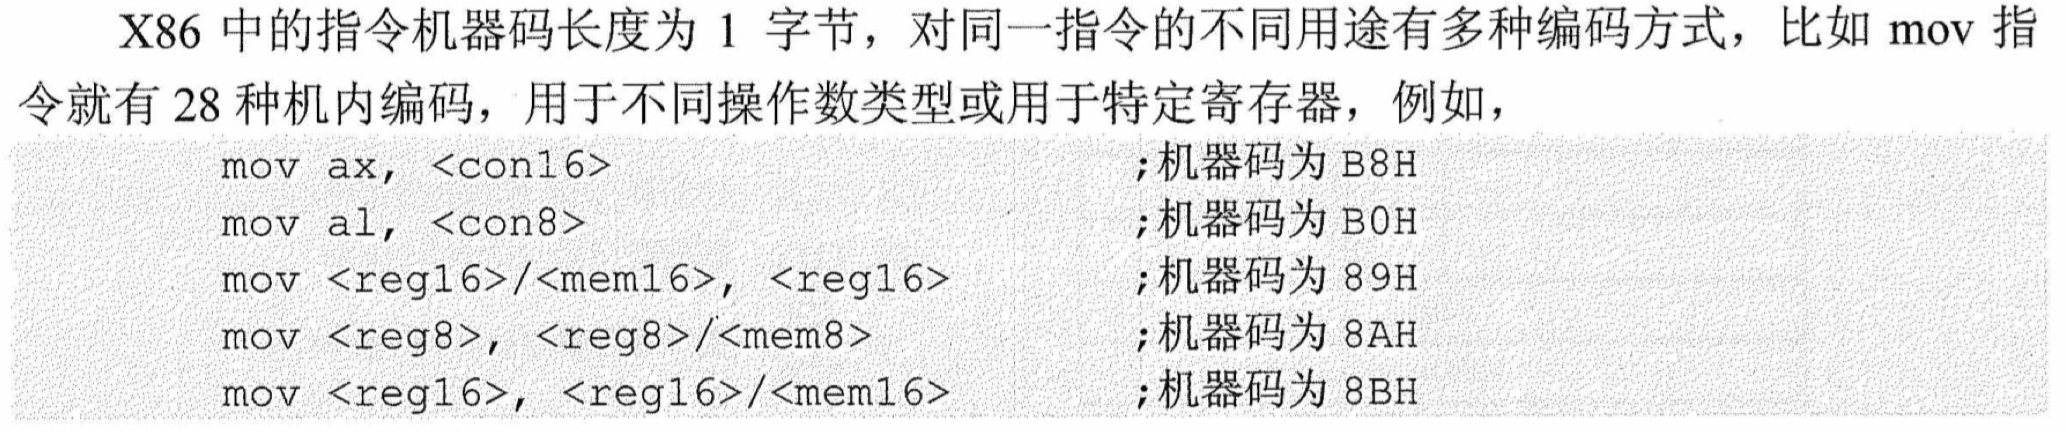 X86 中的指令机器码长度为 1 字节，对同一指令的不同用途有多种编码方式，比如 mov 指
令就有 28 种机内编码，用于不同操作数类型或用于特定寄存器，例如，
mov ax, <con16> ;机器码为 B8H
mov al, <con8> ;机器码为 B0H
mov <reg16>/<mem16>, <reg16> ;机器码为 89H
mov <reg8>, <reg8>/<mem8> ;机器码为 8AH
mov <reg16>, <reg16>/<mem16> ;机器码为 8BH